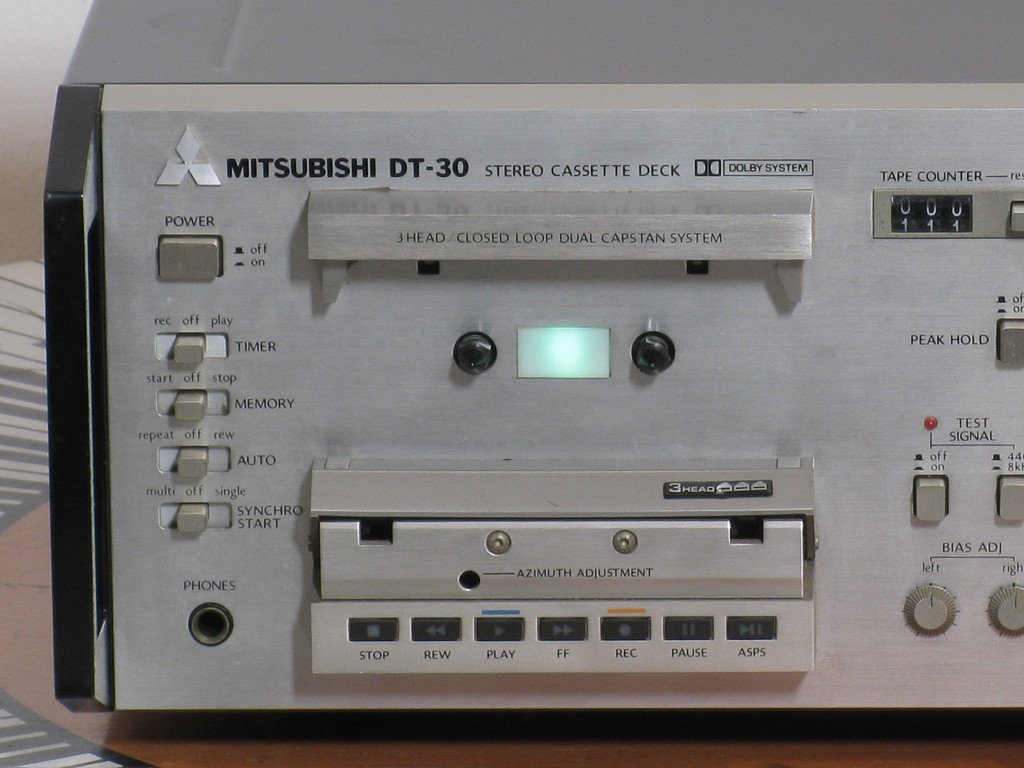 MITSUBISHI DT-30 STEREO CASSETTE DECK DOLBY SYSTEM
3 HEAD / CLOSED LOOP DUAL CAPSTAN SYSTEM
TAPE COUNTER
000
POWER
off
on
PEAK HOLD
rec off play
TIMER
start off stop
MEMORY
repeat off rew
AUTO
multi off single
SYNCHRO
START
TEST
SIGNAL
off
on
3HEAD
BIAS ADJ
left
AZIMUTH ADJUSTMENT
PHONES
STOP REW PLAY FF REC PAUSE ASPS